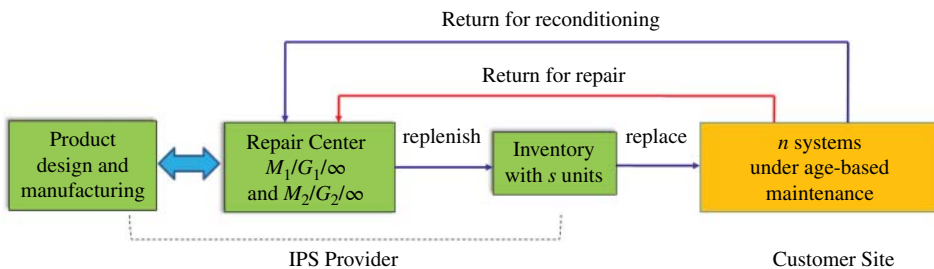 Return for reconditioning
Return for repair
Product
design and
manufacturing
Repair Center
M₁/G₁/∞
and M₂/G₂/∞
replenish
Inventory
with s units
replace
n systems
under age-based
maintenance
IPS Provider
Customer Site